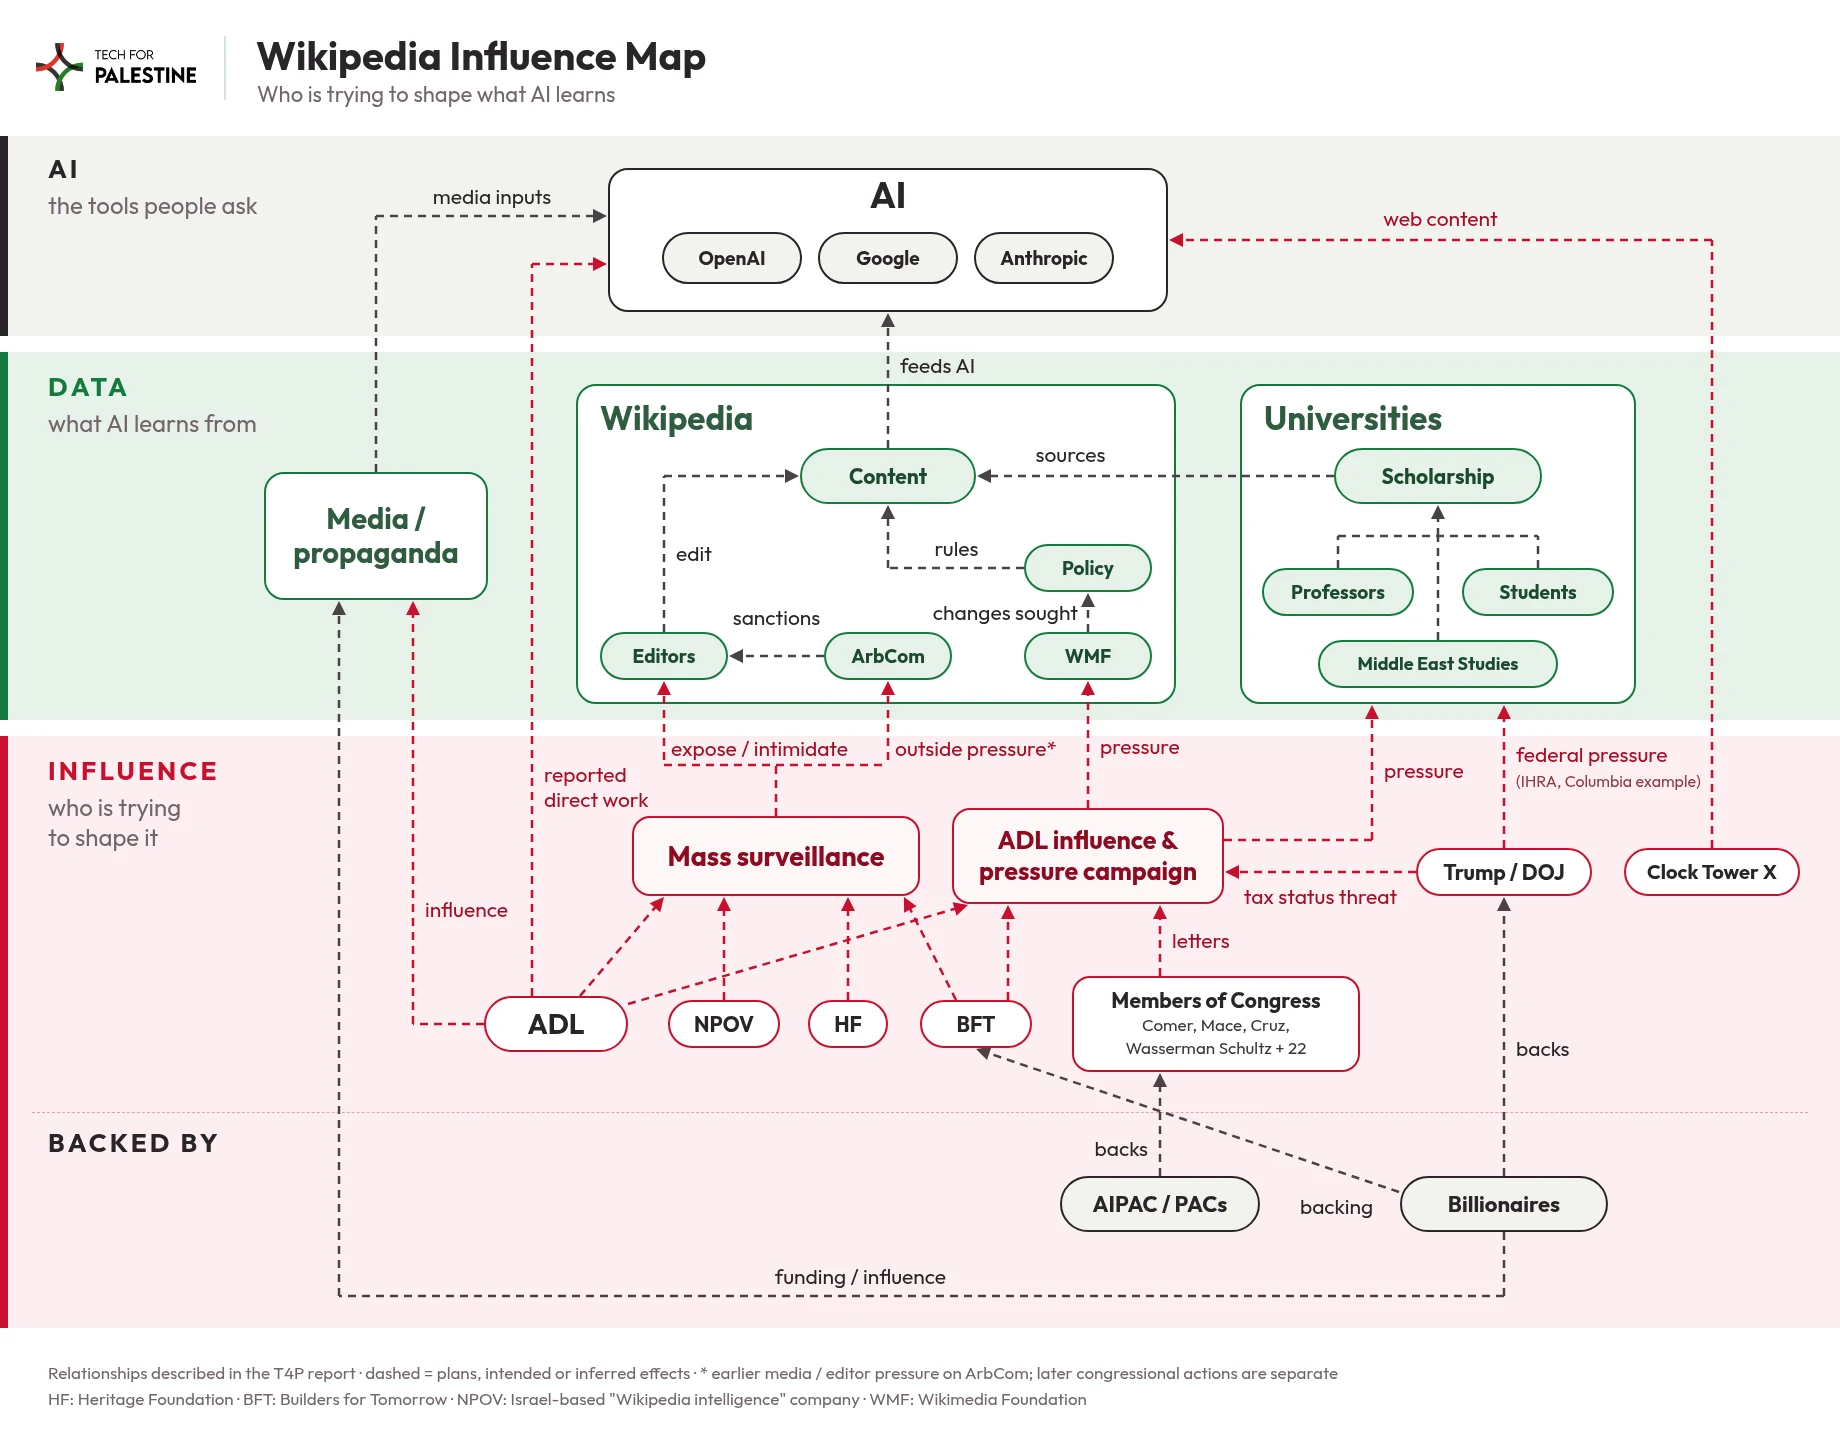 TECH FOR
PALESTINE
Wikipedia Influence Map
Who is trying to shape what AI learns
AI
the tools people ask
media inputs
AI
OpenAI
Google
Anthropic
web content
feeds AI
DATA
what AI learns from
Media /
propaganda
Wikipedia
Content
sources
edit
rules
Policy
changes sought
sanctions
Editors
ArbCom
WMF
Universities
Scholarship
Professors
Students
Middle East Studies
INFLUENCE
who is trying
to shape it
expose / intimidate
outside pressure*
pressure
pressure
federal pressure
(IHRA, Columbia example)
reported
direct work
Mass surveillance
ADL influence &
pressure campaign
Trump / DOJ
Clock Tower X
tax status threat
influence
letters
ADL
NPOV
HF
BFT
Members of Congress
Comer, Mace, Cruz,
Wasserman Schultz + 22
backs
BACKED BY
backs
AIPAC / PACs
backing
Billionaires
funding / influence
Relationships described in the T4P report · dashed = plans, intended or inferred effects · * earlier media / editor pressure on ArbCom; later congressional actions are separate
HF: Heritage Foundation · BFT: Builders for Tomorrow · NPOV: Israel-based "Wikipedia intelligence" company · WMF: Wikimedia Foundation